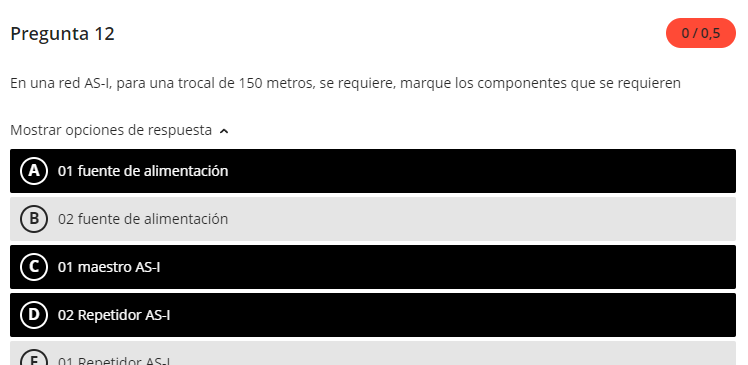 Pregunta 12
0 / 0,5
En una red AS-I, para una trocal de 150 metros, se requiere, marque los componentes que se requieren
Mostrar opciones de respuesta
A 01 fuente de alimentación
B 02 fuente de alimentación
C 01 maestro AS-I
D 02 Repetidor AS-I
E 01 Repetidor AS-I